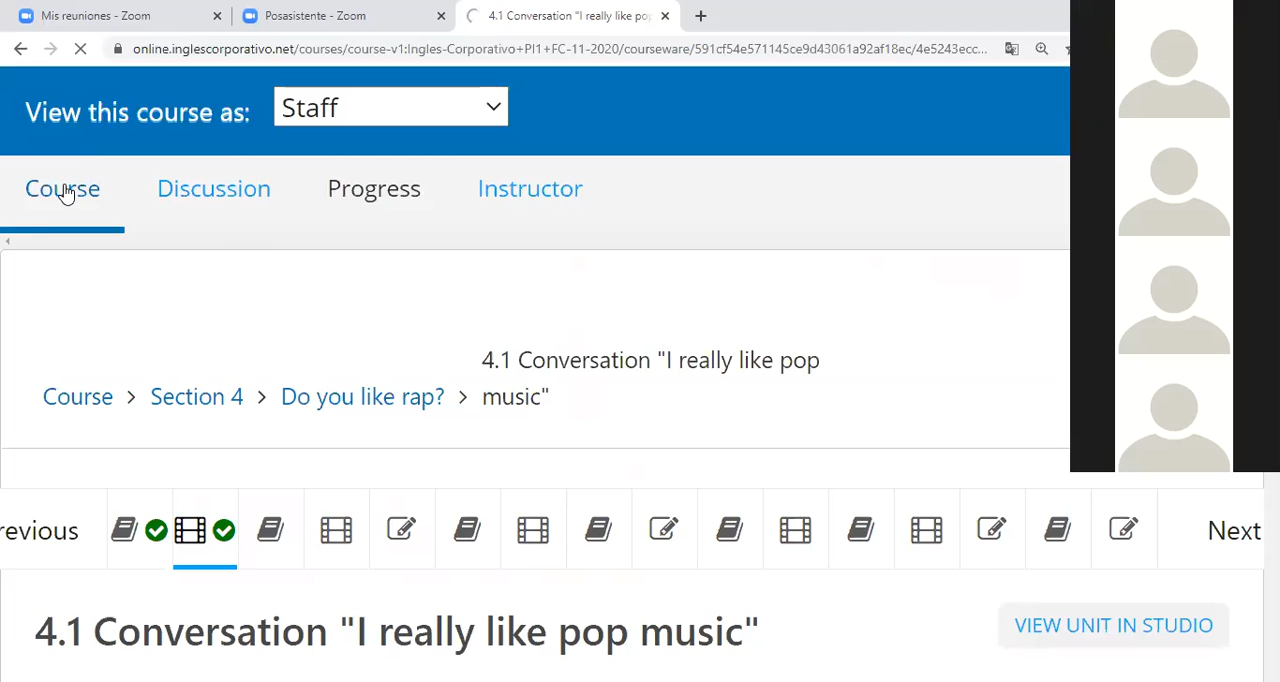 Mis reuniones - Zoom
Posasistente - Zoom
4.1 Conversation "I really like po
online.inglescorporativo.net/courses/course-v1:Ingles-Corporativo+PI1+FC-11-2020/courseware/591cf54e571145ce9d43061a92af18ec/4e5243ecc...
View this course as:
Staff
Course
Discussion
Progress
Instructor
4.1 Conversation "I really like pop
Course > Section 4 > Do you like rap? > music"
revious
Next
4.1 Conversation "I really like pop music"
VIEW UNIT IN STUDIO